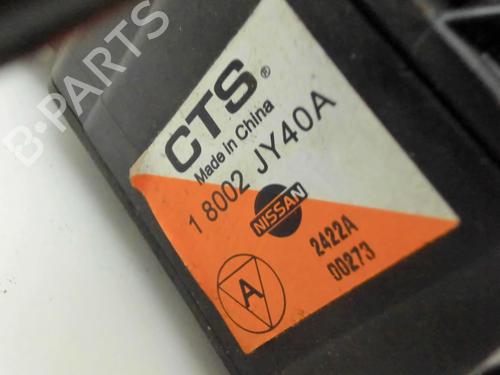 B-PARTS
CTS®
Made in China
1 8002 JY40A
NISSAN
2422A
00273
A